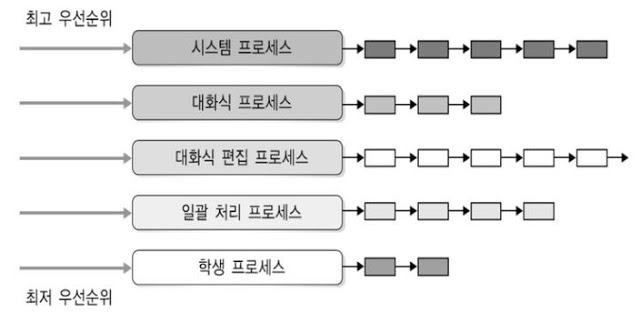 최고 우선순위
시스템 프로세스
대화식 프로세스
대화식 편집 프로세스
일괄 처리 프로세스
학생 프로세스
최저 우선순위